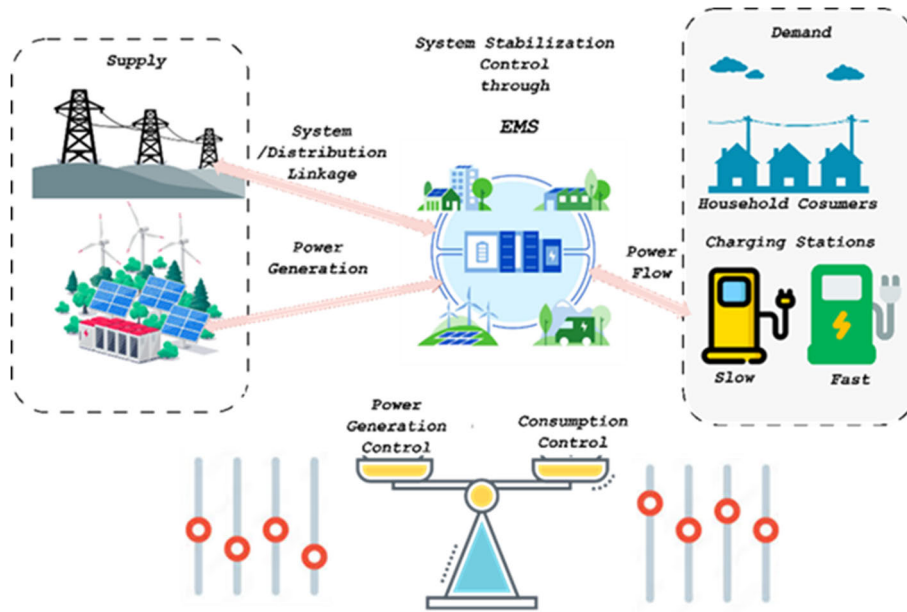 Supply
System
/Distribution
Linkage
Power
Generation
System Stabilization
Control
through
EMS
Power
Flow
Demand
Household Cosumers
Charging Stations
Slow
Fast
Power
Generation
Control
Consumption
Control